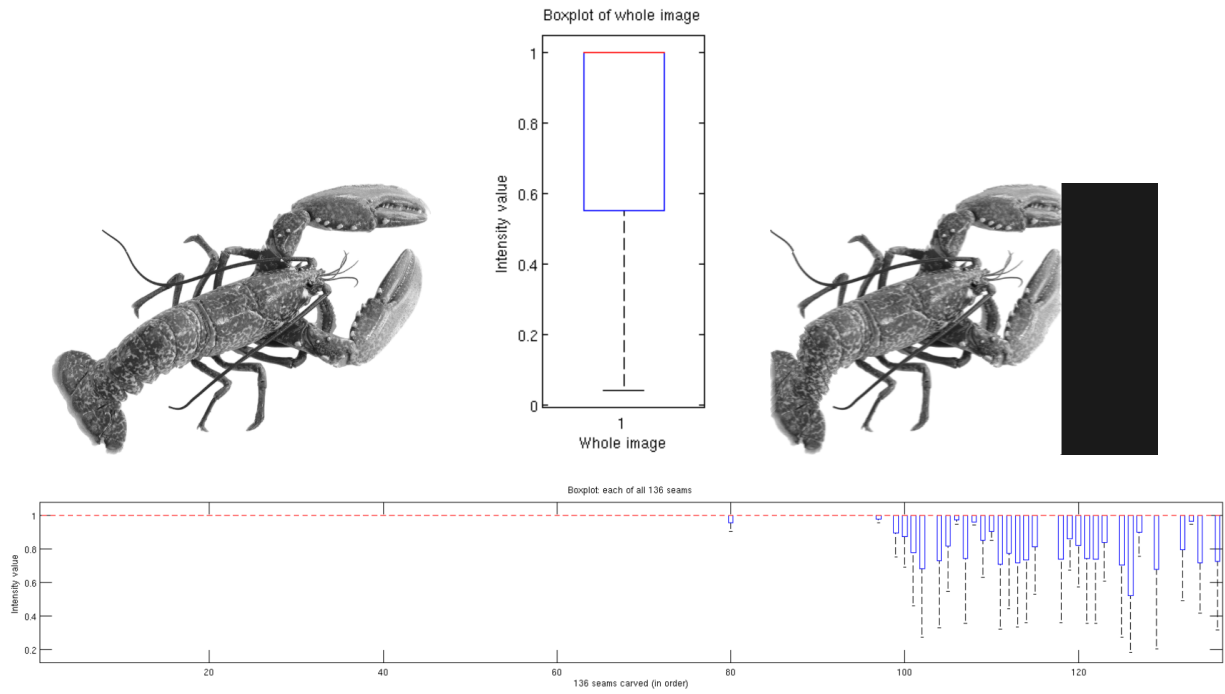 Boxplot of whole image
1
0.8
0.6
0.4
0.2
0
Intensity value
1
Whole image
Boxplot: each of all 136 seams
1
0.8
0.6
0.4
0.2
Intensity value
20 40 60 80 100 120
136 seams carved (in order)